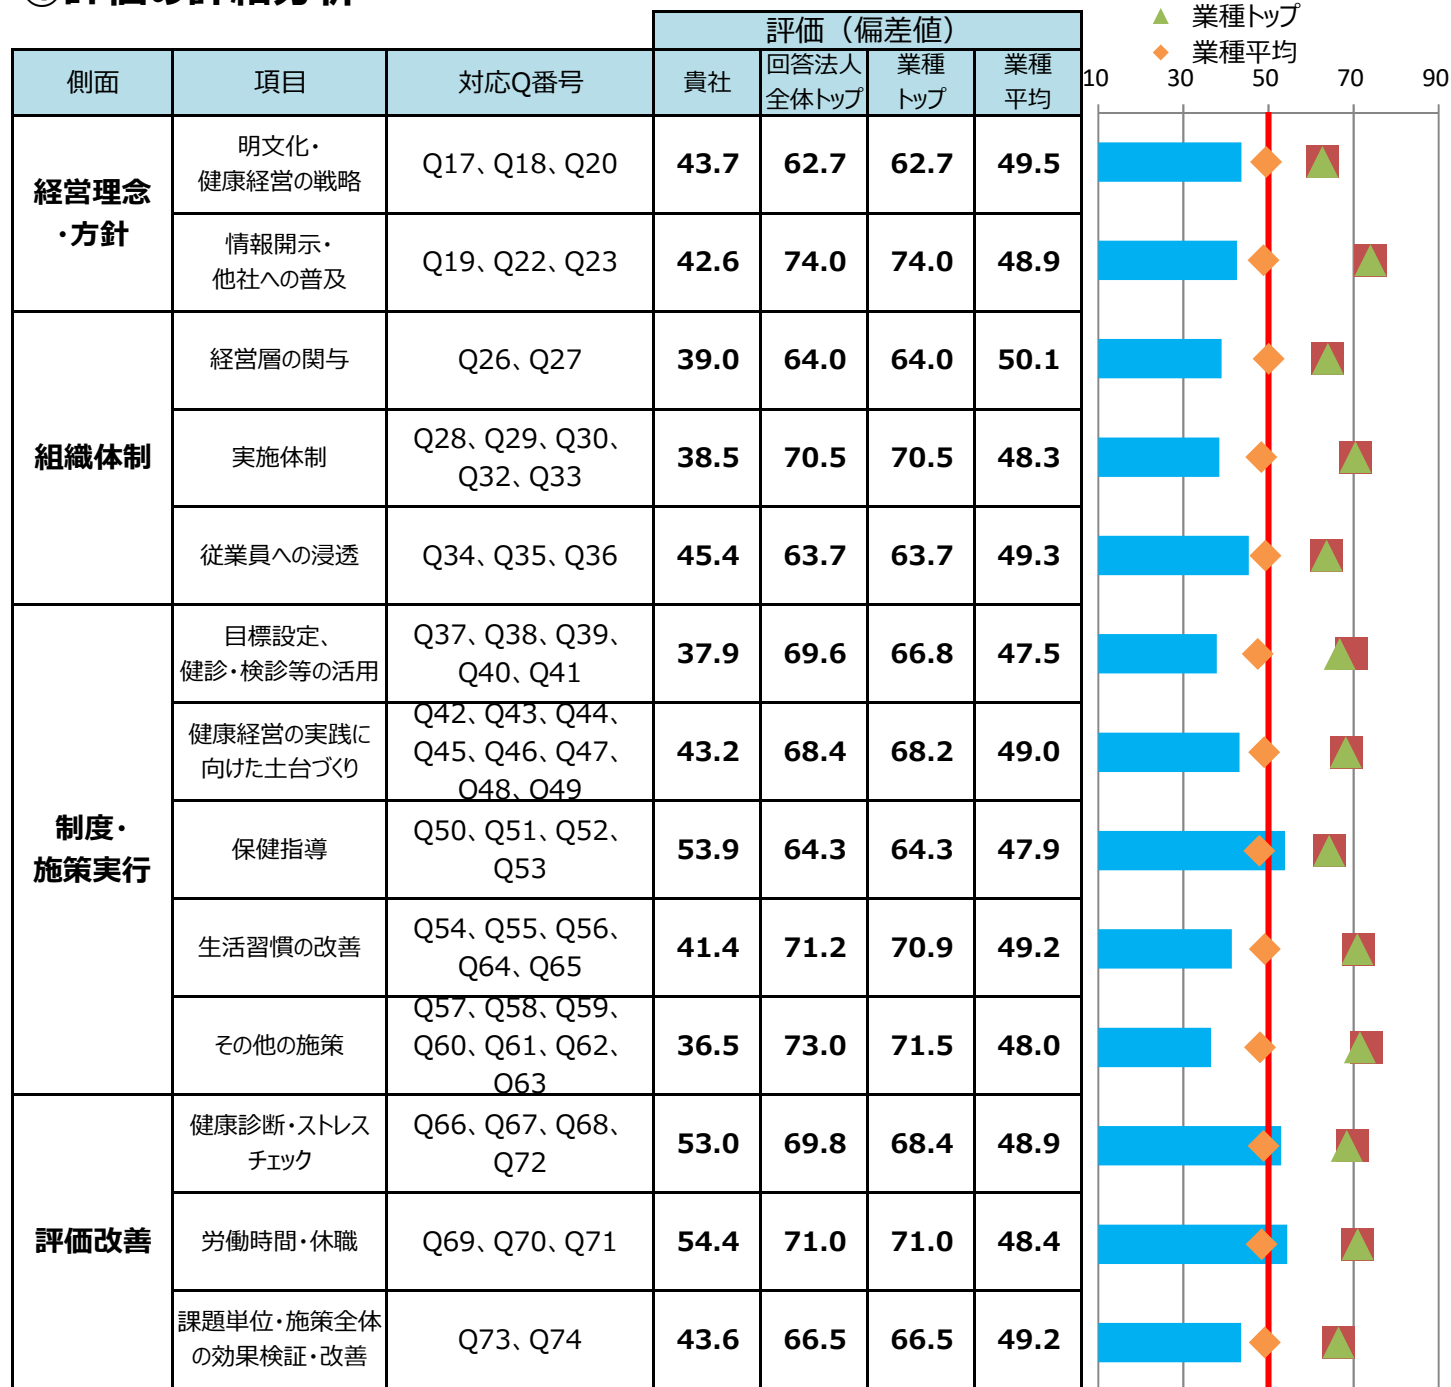 評価の詳細分析
業種トップ
業種平均
評価（偏差値）
側面 項目 対応Q番号 貴社 回答法人 全体トップ 業種 トップ 業種 平均
10 30 50 70 90
経営理念
・方針
明文化・
健康経営の戦略
Q17、Q18、Q20
43.7 62.7 62.7 49.5
情報開示・
他社への普及
Q19、Q22、Q23
42.6 74.0 74.0 48.9
組織体制
経営層の関与
Q26、Q27
39.0 64.0 64.0 50.1
実施体制
Q28、Q29、Q30、
Q32、Q33
38.5 70.5 70.5 48.3
従業員への浸透
Q34、Q35、Q36
45.4 63.7 63.7 49.3
制度・
施策実行
目標設定、
健診・検診等の活用
Q37、Q38、Q39、
Q40、Q41
37.9 69.6 66.8 47.5
健康経営の実践に
向けた土台づくり
Q42、Q43、Q44、
Q45、Q46、Q47、
Q48、Q49
43.2 68.4 68.2 49.0
保健指導
Q50、Q51、Q52、
Q53
53.9 64.3 64.3 47.9
生活習慣の改善
Q54、Q55、Q56、
Q64、Q65
41.4 71.2 70.9 49.2
その他の施策
Q57、Q58、Q59、
Q60、Q61、Q62、
Q63
36.5 73.0 71.5 48.0
評価改善
健康診断・ストレス
チェック
Q66、Q67、Q68、
Q72
53.0 69.8 68.4 48.9
労働時間・休職
Q69、Q70、Q71
54.4 71.0 71.0 48.4
課題単位・施策全体
の効果検証・改善
Q73、Q74
43.6 66.5 66.5 49.2